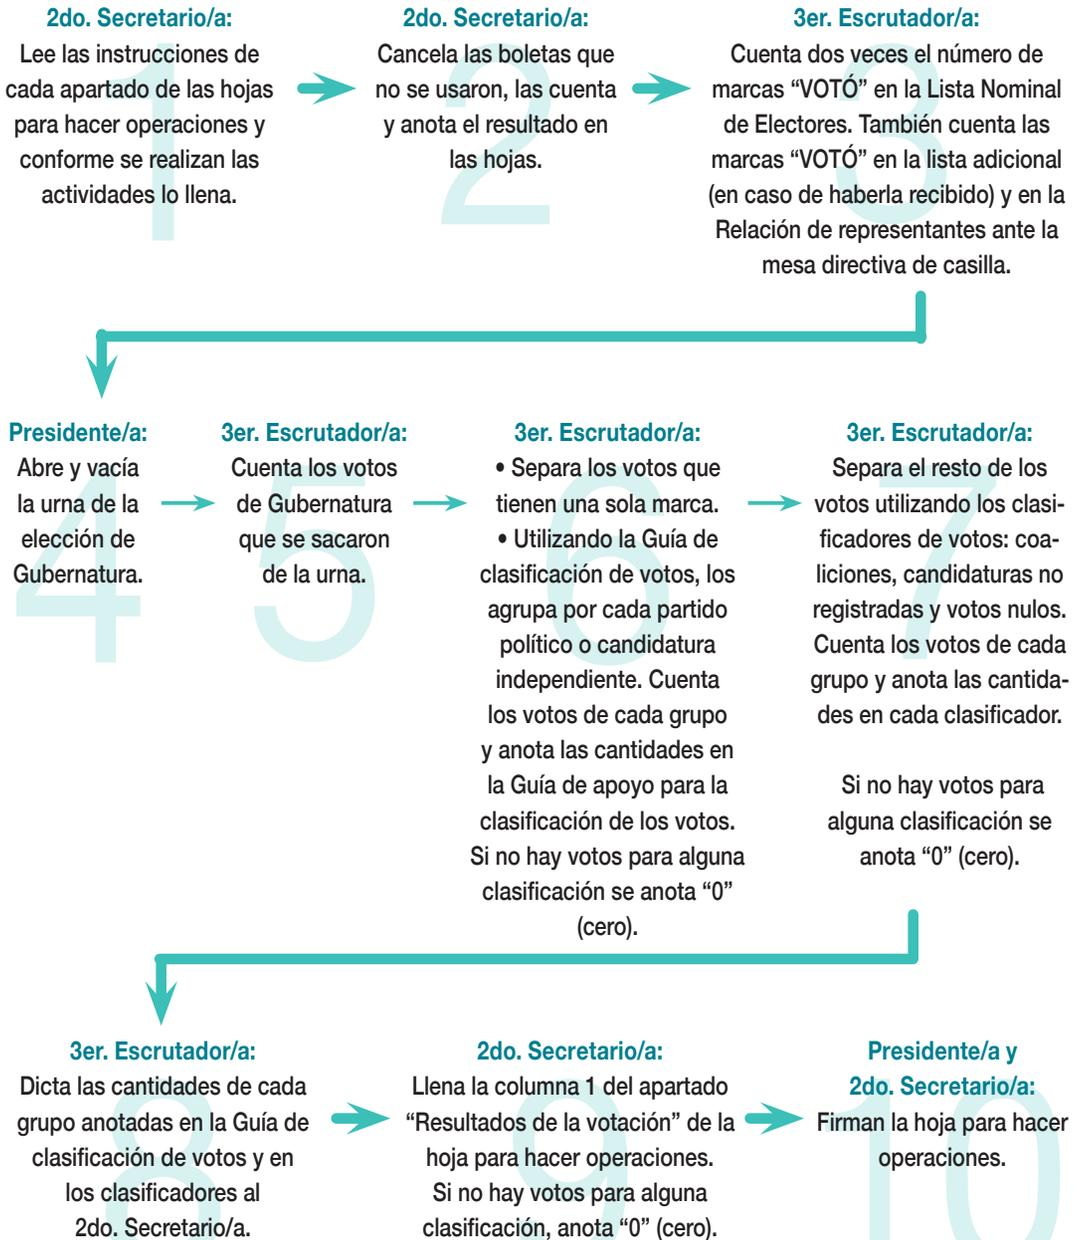 2do. Secretario/a:
Lee las instrucciones de
cada apartado de las hojas
para hacer operaciones y
conforme se realizan las
actividades lo llena.
1
2do. Secretario/a:
Cancela las boletas que
no se usaron, las cuenta
y anota el resultado en
las hojas.
2
3er. Escrutador/a:
Cuenta dos veces el número de
marcas “VOTÓ” en la Lista Nominal
de Electores. También cuenta las
marcas “VOTÓ” en la lista adicional
(en caso de haberla recibido) y en la
Relación de representantes ante la
mesa directiva de casilla.
3
Presidente/a:
Abre y vacía
la urna de la
elección de
Gubernatura.
4
3er. Escrutador/a:
Cuenta los votos
de Gubernatura
que se sacaron
de la urna.
5
3er. Escrutador/a:
• Separa los votos que
tienen una sola marca.
• Utilizando la Guía de
clasificación de votos, los
agrupa por cada partido
político o candidatura
independiente. Cuenta
los votos de cada grupo
y anota las cantidades en
la Guía de apoyo para la
clasificación de los votos.
Si no hay votos para alguna
clasificación se anota “0”
(cero).
6
3er. Escrutador/a:
Separa el resto de los
votos utilizando los clasi-
ficadores de votos: coa-
liciones, candidaturas no
registradas y votos nulos.
Cuenta los votos de cada
grupo y anota las cantida-
des en cada clasificador.
Si no hay votos para
alguna clasificación se
anota “0” (cero).
7
3er. Escrutador/a:
Dicta las cantidades de cada
grupo anotadas en la Guía de
clasificación de votos y en
los clasificadores al
2do. Secretario/a.
8
2do. Secretario/a:
Llena la columna 1 del apartado
“Resultados de la votación” de la
hoja para hacer operaciones.
Si no hay votos para alguna
clasificación, anota “0” (cero).
9
Presidente/a y
2do. Secretario/a:
Firman la hoja para hacer
operaciones.
10